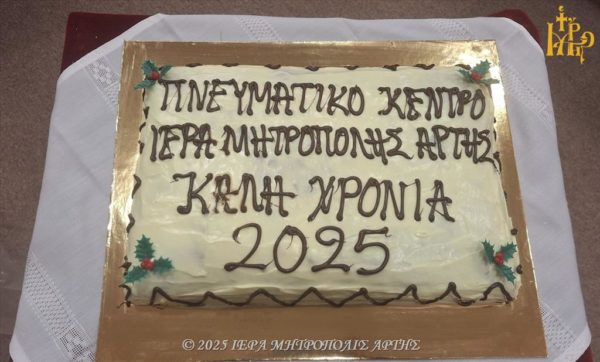 ΠΝΕΥΜΑΤΙΚΟ ΚΕΝΤΡΟ
ΙΕΡΑ ΜΗΤΡΟΠΟΛΗΣ ΑΡΤΗΣ
ΚΑΛΗ ΧΡΟΝΙΑ
2025
© 2025 ΙΕΡΑ ΜΗΤΡΟΠΟΛΙΣ ΑΡΤΗΣ